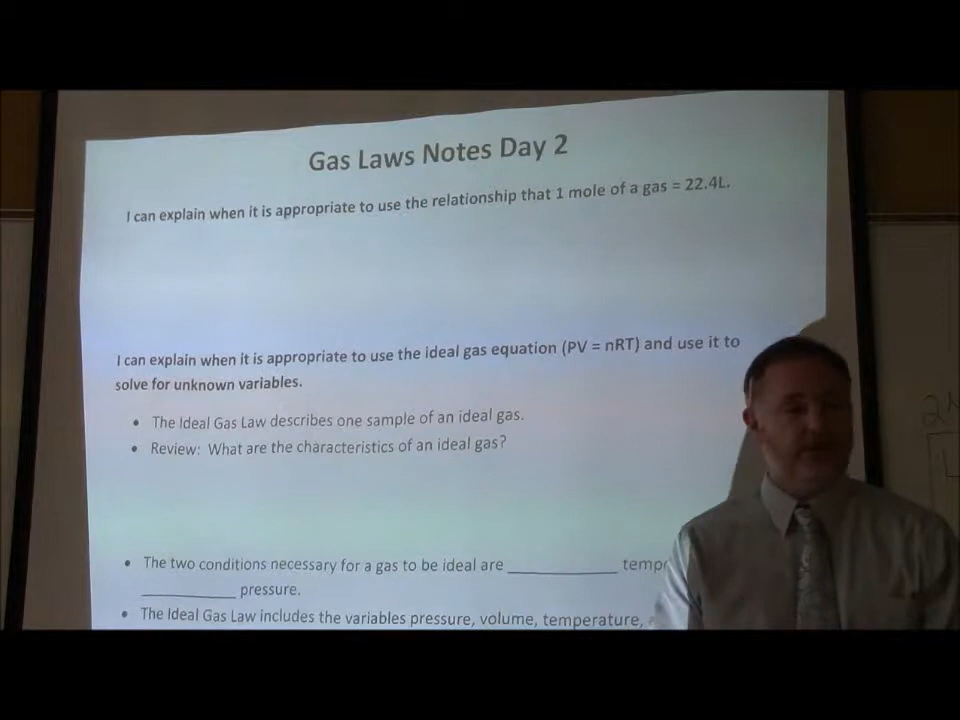 Gas Laws Notes Day 2
I can explain when it is appropriate to use the relationship that 1 mole of a gas = 22.4L.
I can explain when it is appropriate to use the ideal gas equation (PV = nRT) and use it to
solve for unknown variables.
• The Ideal Gas Law describes one sample of an ideal gas.
• Review: What are the characteristics of an ideal gas?
• The two conditions necessary for a gas to be ideal are ____________ temp
__________ pressure.
• The Ideal Gas Law includes the variables pressure, volume, temperature,